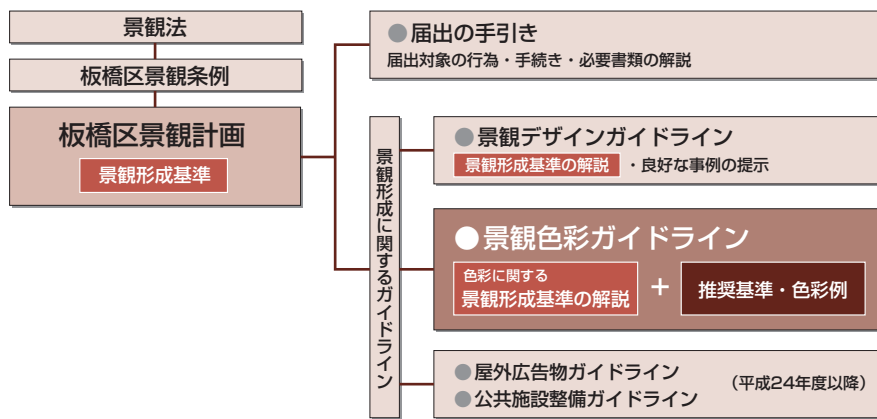 景観法
板橋区景観条例
板橋区景観計画
景観形成基準
●届出の手引き
届出対象の行為・手続き・必要書類の解説
景観形成に関するガイドライン
●景観デザインガイドライン
景観形成基準の解説 ・良好な事例の提示
●景観色彩ガイドライン
色彩に関する
景観形成基準の解説 + 推奨基準・色彩例
●屋外広告物ガイドライン (平成24年度以降)
●公共施設整備ガイドライン